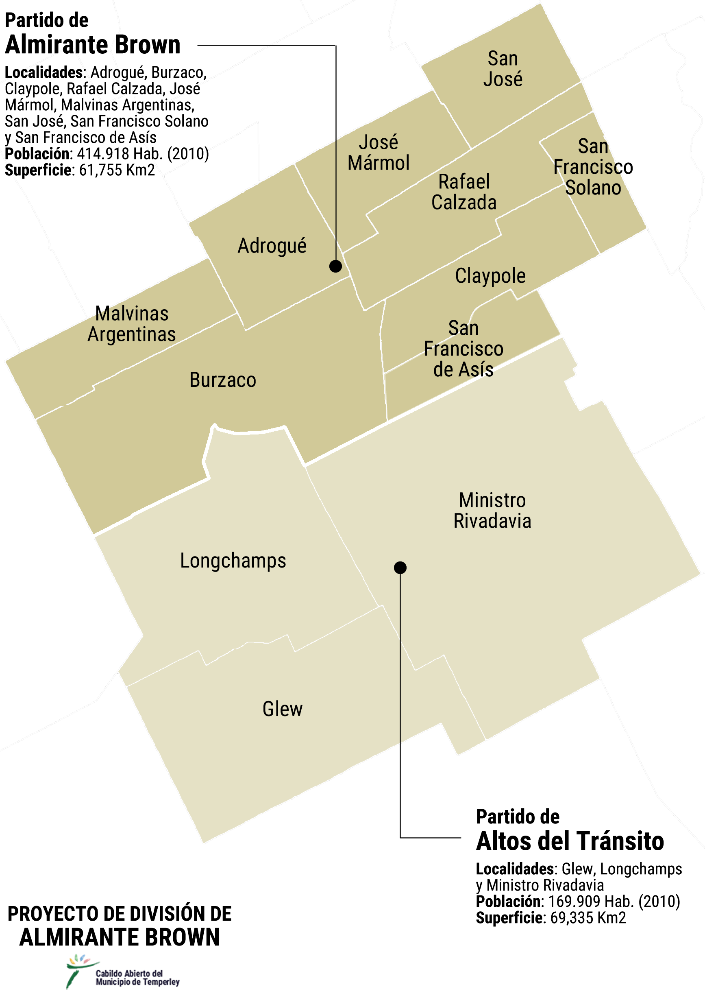 Partido de
Almirante Brown
Localidades: Adrogué, Burzaco,
Claypole, Rafael Calzada, José
Mármol, Malvinas Argentinas,
San José, San Francisco Solano
y San Francisco de Asís
Población: 414.918 Hab. (2010)
Superficie: 61,755 Km2
San
José
José
Mármol
San
Francisco
Solano
Rafael
Calzada
Adrogué
Claypole
Malvinas
Argentinas
San
Francisco
de Asís
Burzaco
Ministro
Rivadavia
Longchamps
Glew
Partido de
Altos del Tránsito
Localidades: Glew, Longchamps
y Ministro Rivadavia
Población: 169.909 Hab. (2010)
Superficie: 69,335 Km2
PROYECTO DE DIVISIÓN DE
ALMIRANTE BROWN
Cabildo Abierto del
Municipio de Temperley